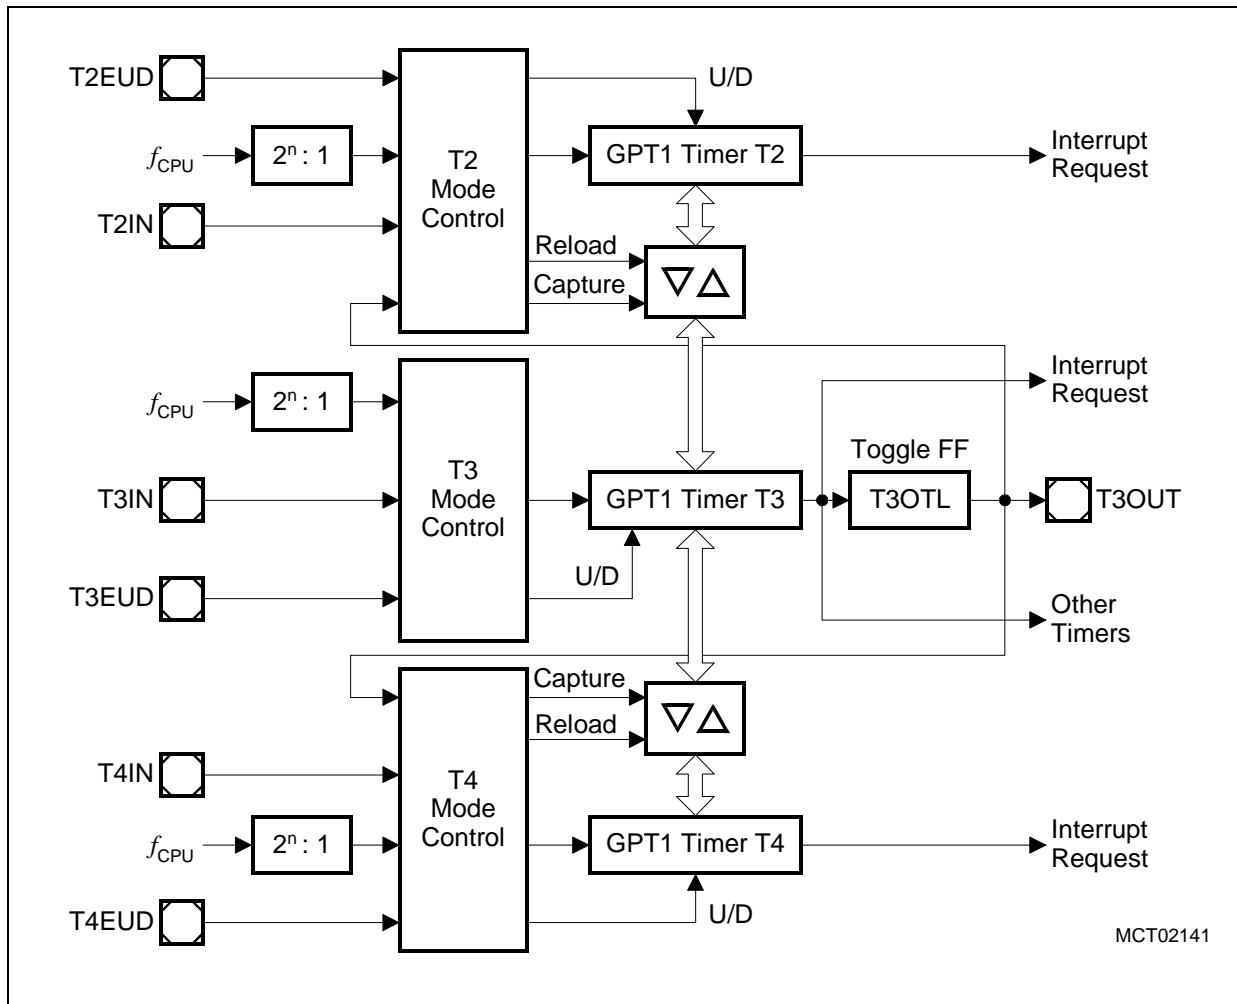 T2EUD
U/D
fCPU
2ⁿ : 1
T2
Mode
Control
GPT1 Timer T2
Interrupt
Request
T2IN
Reload
Capture
fCPU
2ⁿ : 1
Interrupt
Request
T3
Mode
Control
Toggle FF
T3IN
GPT1 Timer T3
T3OTL
T3OUT
U/D
T3EUD
Other
Timers
Capture
Reload
T4IN
T4
Mode
Control
fCPU
2ⁿ : 1
GPT1 Timer T4
Interrupt
Request
T4EUD
U/D
MCT02141